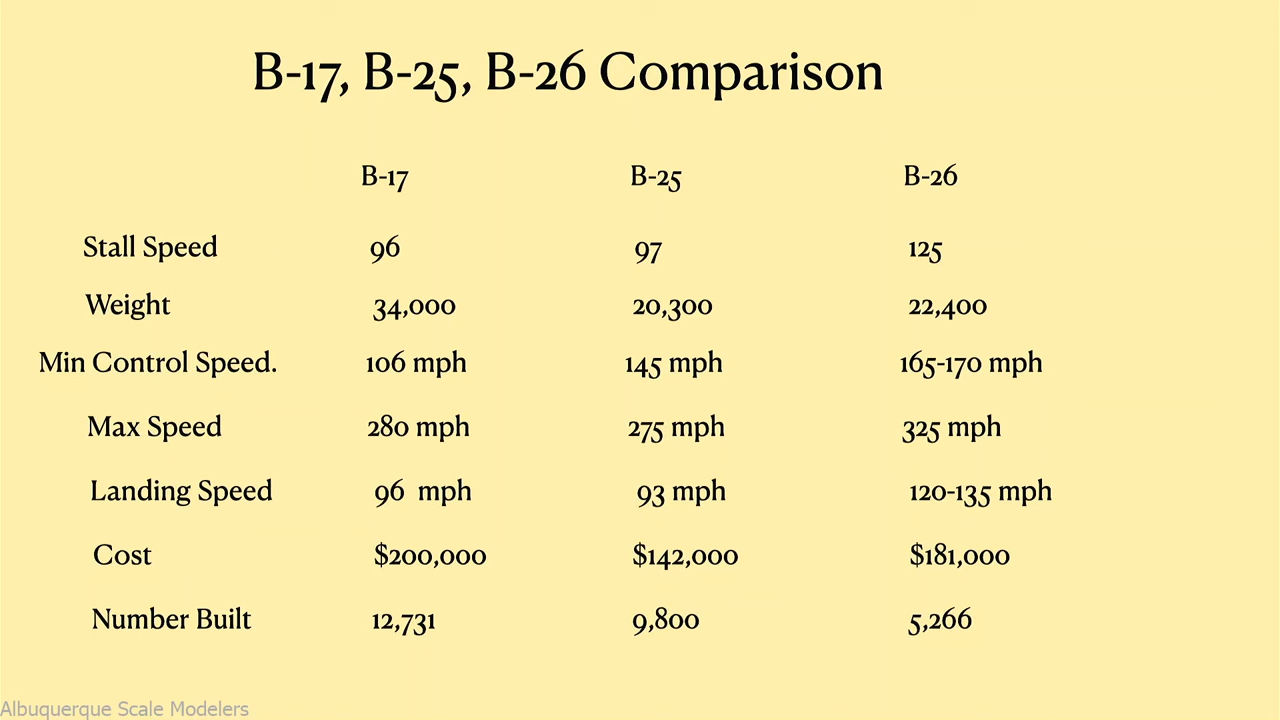 B-17, B-25, B-26 Comparison
B-17 B-25 B-26
Stall Speed 96 97 125
Weight 34,000 20,300 22,400
Min Control Speed. 106 mph 145 mph 165-170 mph
Max Speed 280 mph 275 mph 325 mph
Landing Speed 96 mph 93 mph 120-135 mph
Cost $200,000 $142,000 $181,000
Number Built 12,731 9,800 5,266
Albuquerque Scale Modelers